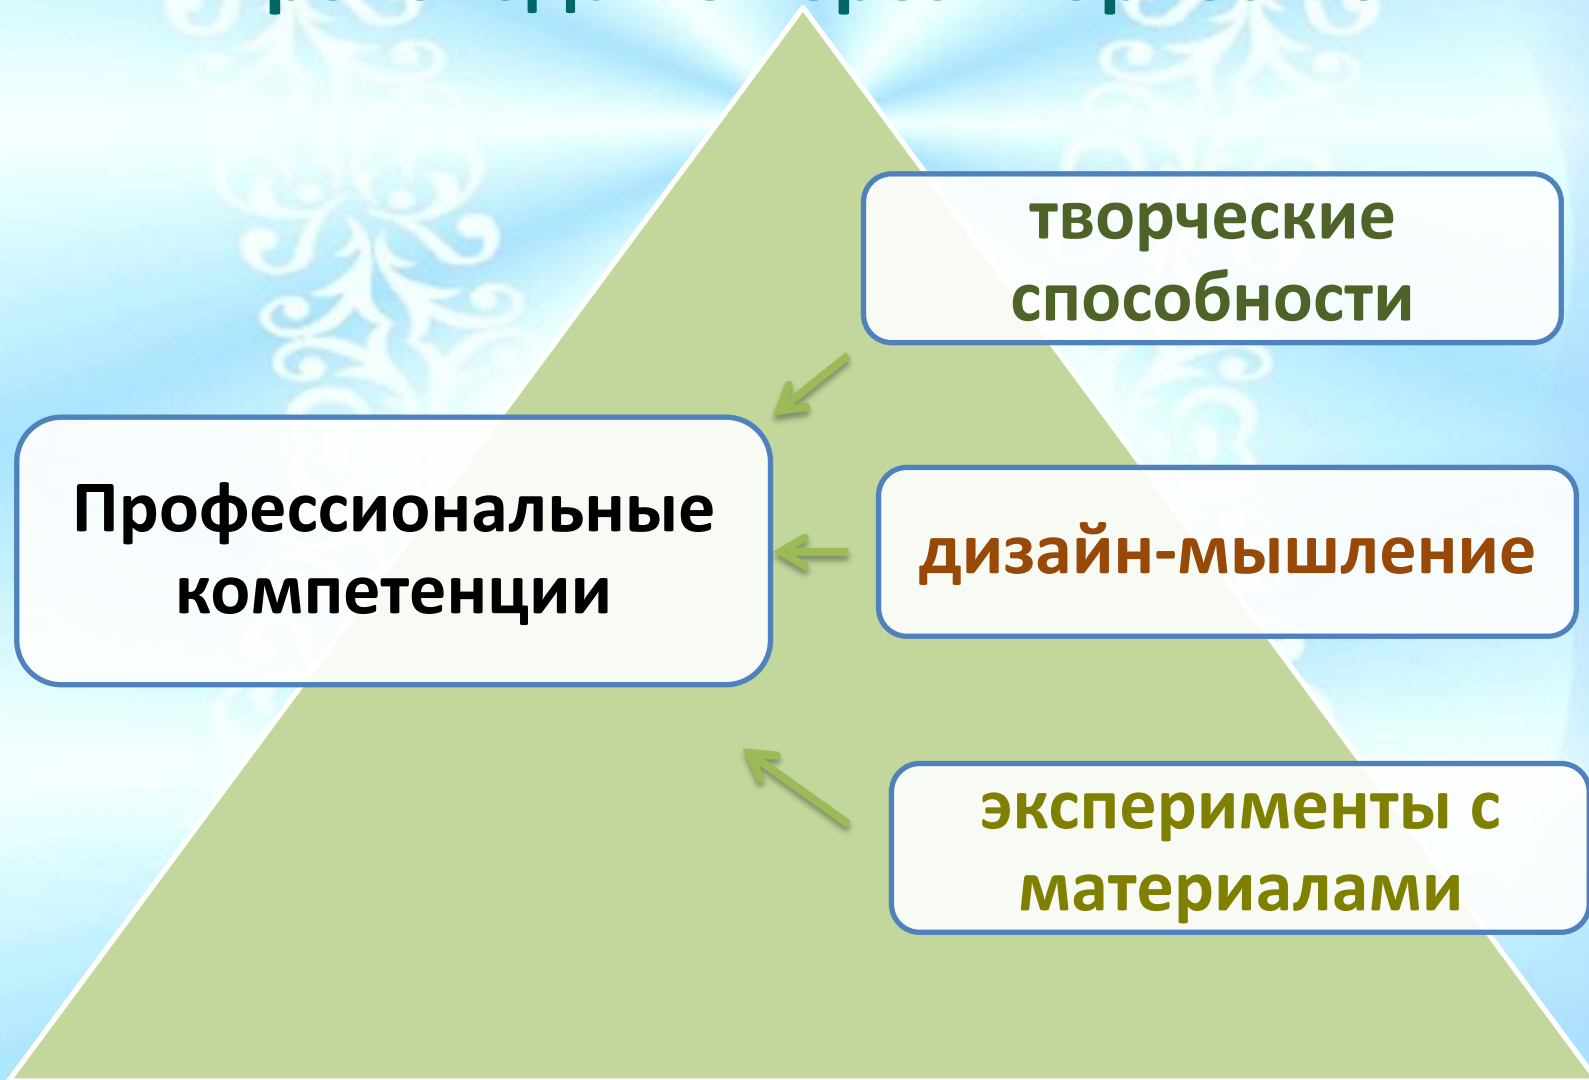 Профессиональные
компетенции
творческие
способности
дизайн-мышление
эксперименты с
материалами